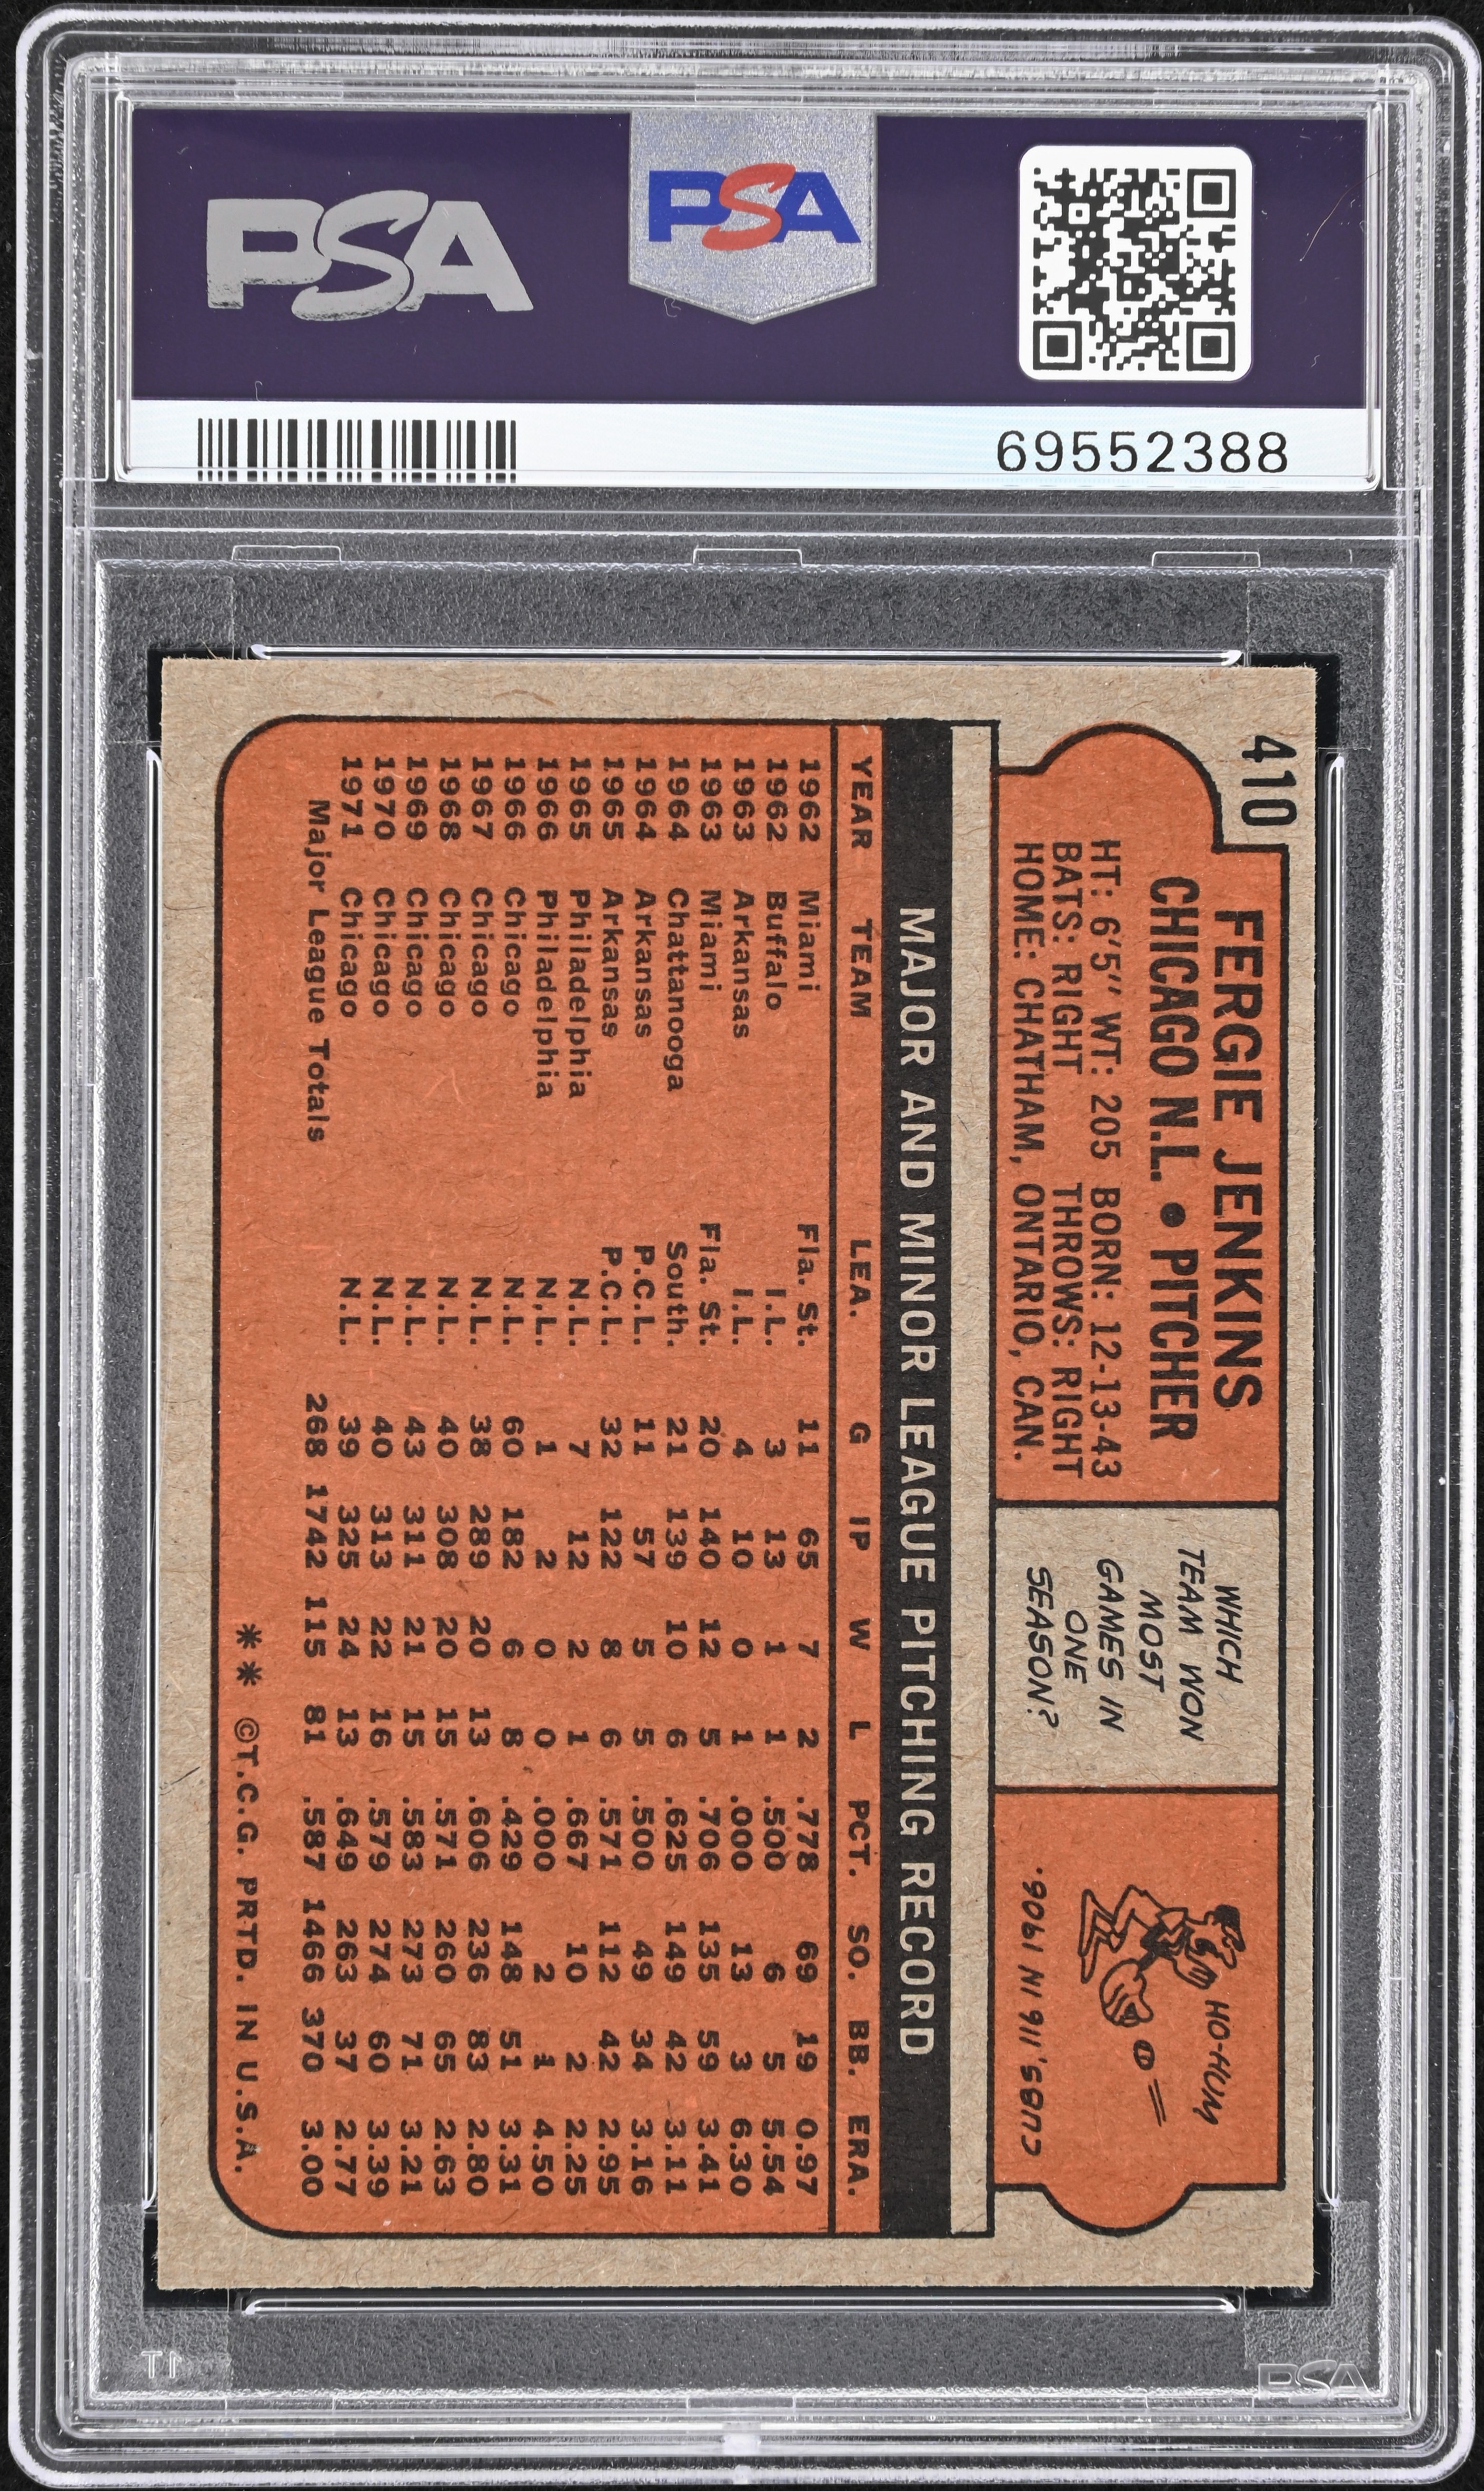 PSA
PSA
69552388
410
FERGIE JENKINS
CHICAGO N.L. • PITCHER
HT: 6'5" WT: 205 BORN: 12-13-43
BATS: RIGHT THROWS: RIGHT
HOME: CHATHAM, ONTARIO, CAN.
WHICH
TEAM WON
MOST
GAMES IN
ONE
SEASON?
HO-HUM
CUBS, 116 IN 1906.
MAJOR AND MINOR LEAGUE PITCHING RECORD
YEAR TEAM LEA. G IP W L PCT. SO. BB. ERA.
1962 Miami Fla. St. 11 65 7 2 .778 69 19 0.97
1962 Buffalo I.L. 3 13 1 1 .500 6 5 5.54
1963 Arkansas I.L. 4 10 0 1 .000 13 3 6.30
1963 Miami Fla. St. 20 140 12 5 .706 135 59 3.41
1964 Chattanooga South. 21 139 10 6 .625 149 42 3.11
1964 Arkansas P.C.L. 11 57 5 5 .500 49 34 3.16
1965 Arkansas P.C.L. 32 122 8 6 .571 112 42 2.95
1965 Philadelphia N.L. 7 12 2 1 .667 10 2 2.25
1966 Philadelphia N.L. 1 2 0 0 .000 2 1 4.50
1966 Chicago N.L. 60 182 6 8 .429 148 51 3.31
1967 Chicago N.L. 38 289 20 13 .606 236 83 2.80
1968 Chicago N.L. 40 308 20 15 .571 260 65 2.63
1969 Chicago N.L. 43 311 21 15 .583 273 71 3.21
1970 Chicago N.L. 40 313 22 16 .579 274 60 3.39
1971 Chicago N.L. 39 325 24 13 .649 263 37 2.77
Major League Totals 268 1742 115 81 .587 1466 370 3.00
** ©T.C.G. PRTD. IN U.S.A.
PSA